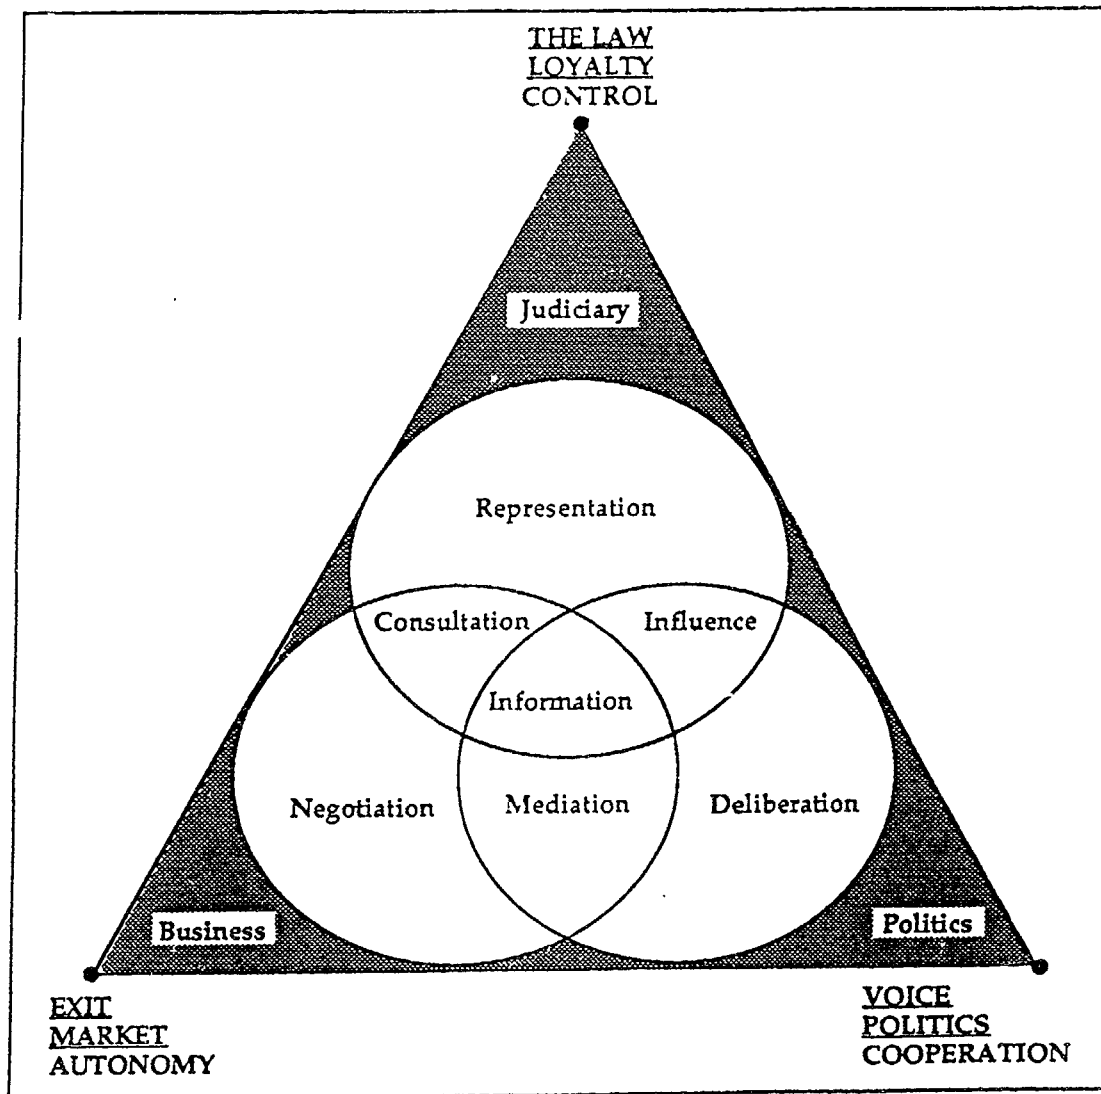 THE LAW
LOYALTY
CONTROL
Judiciary
Representation
Consultation
Influence
Information
Negotiation
Mediation
Deliberation
Business
Politics
EXIT
MARKET
AUTONOMY
VOICE
POLITICS
COOPERATION